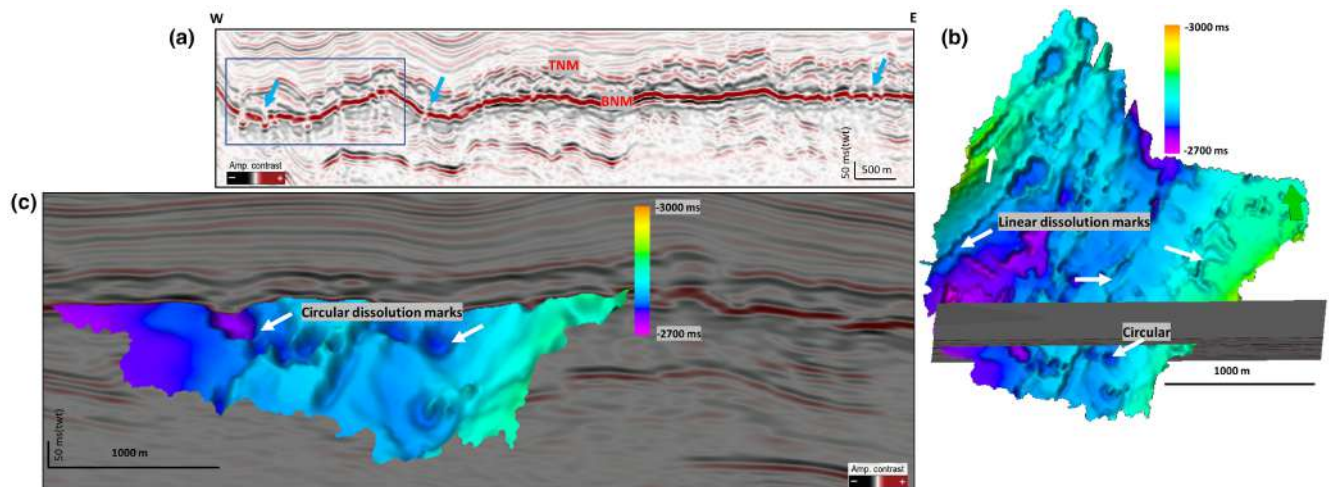 W
E
(a)
TNM
BNM
Amp. contrast
- +
50 ms(twt)
500 m
(b)
-3000 ms
-2700 ms
Linear dissolution marks
Circular
1000 m
(c)
-3000 ms
-2700 ms
Circular dissolution marks
50 ms(twt)
1000 m
Amp. contrast
- +